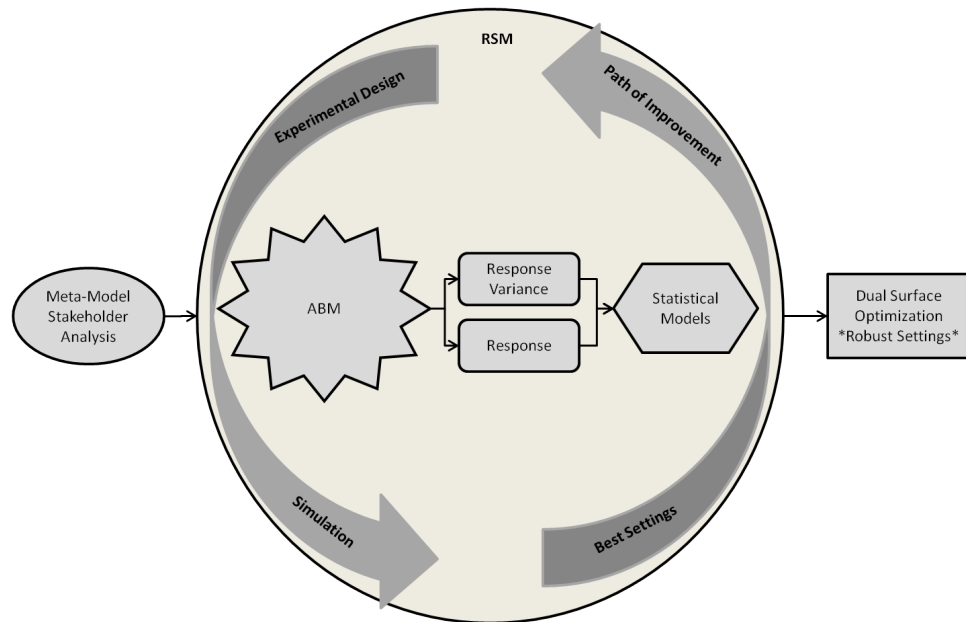 RSM
Experimental Design
Path of Improvement
Meta-Model
Stakeholder
Analysis
ABM
Response
Variance
Response
Statistical
Models
Dual Surface
Optimization
*Robust Settings*
Simulation
Best Settings